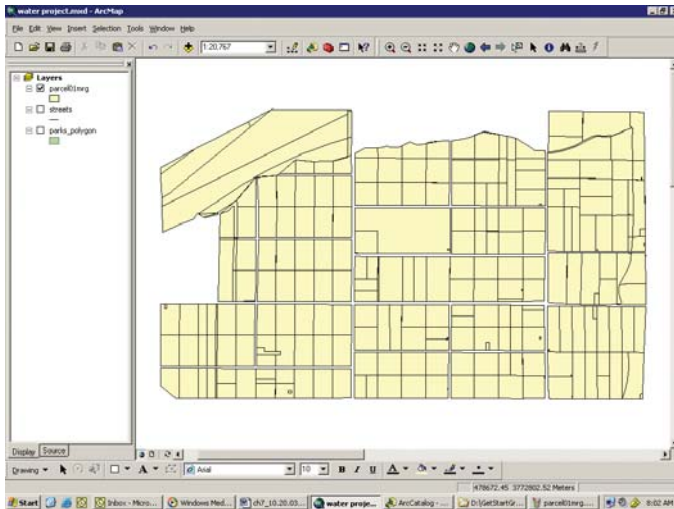 water project.mxd - ArcMap
File Edit View Insert Selection Tools Window Help
1:20,767
Layers
parcel01mrg
streets
parks_polygon
Display Source
Drawing A Arial 10 B I U A
478672.45 3772802.52 Meters
Start Inbox - Micro... Windows Med... ch7_10.20.03... water proje... ArcCatalog - ... D:\GetStartGr... parcel01mrg... 8:02 AM